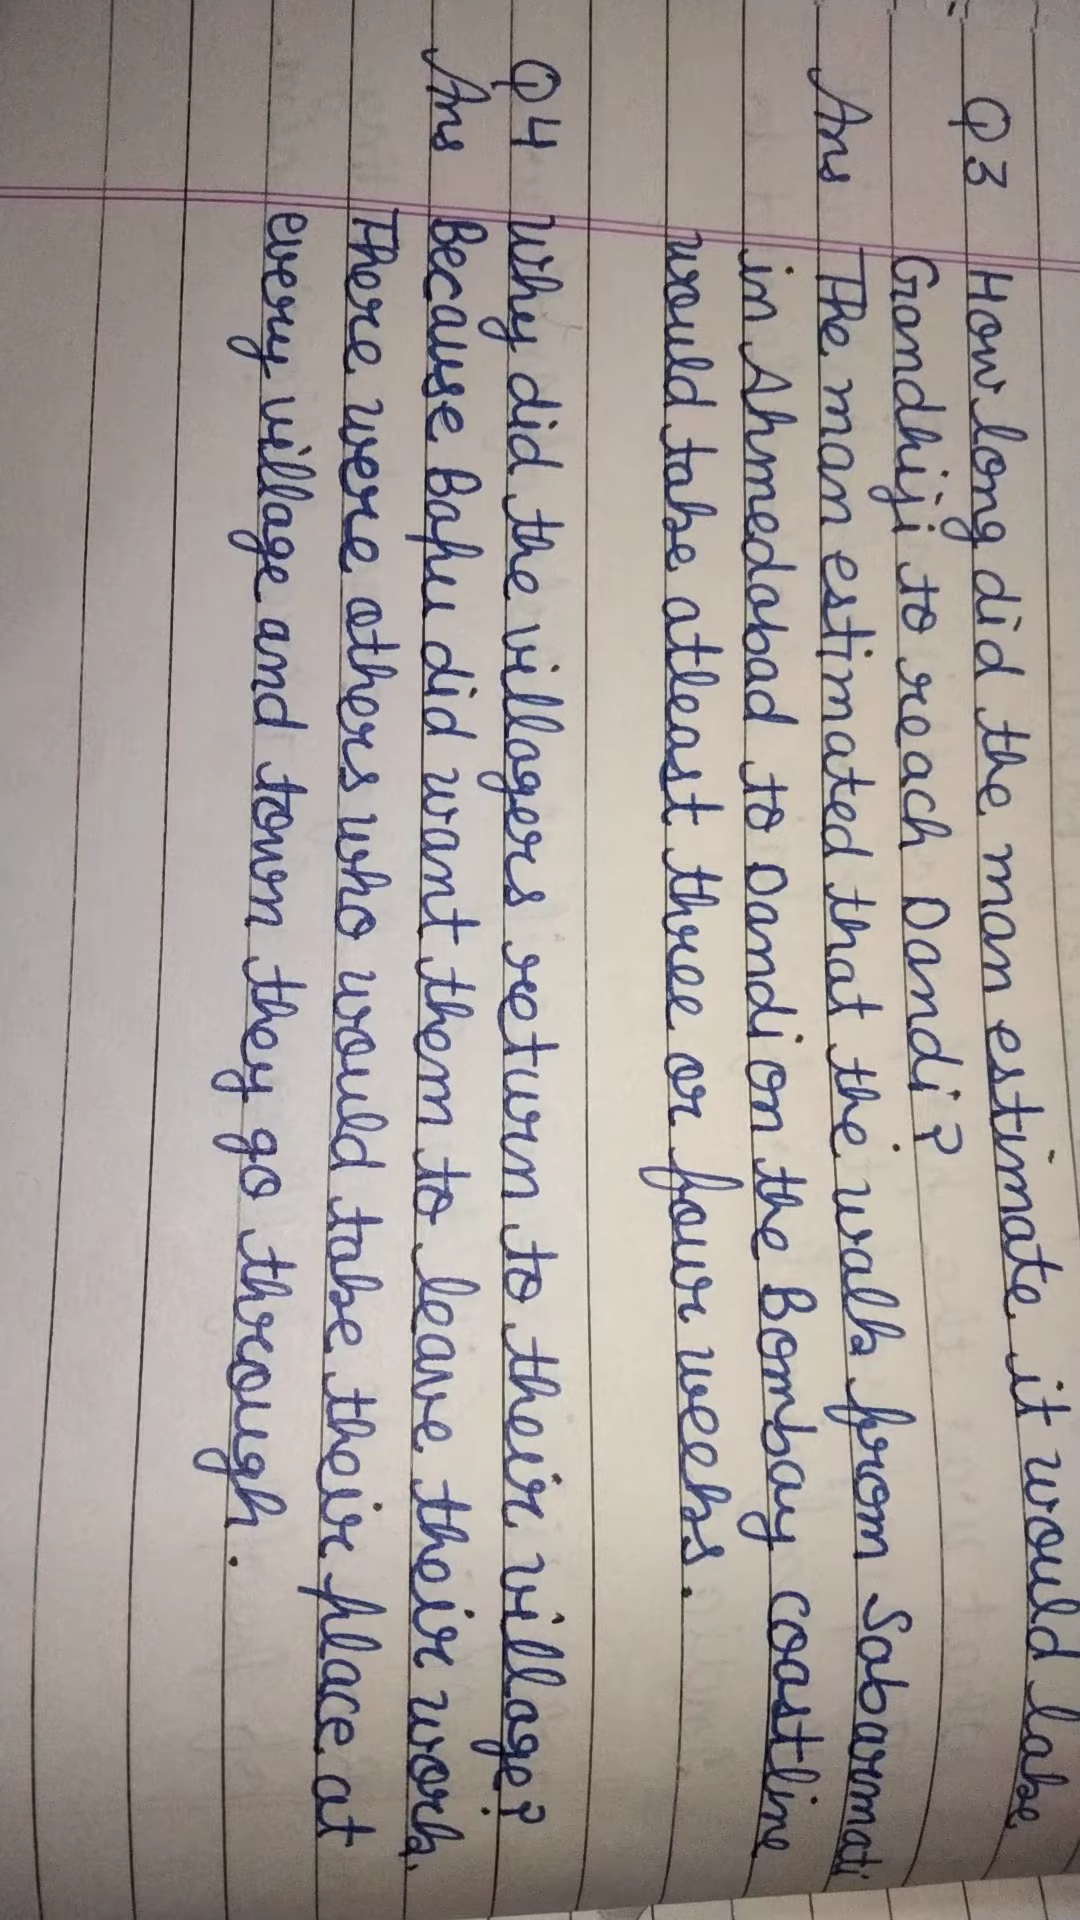 Q3 How long did the man estimate it would take
Gandhiji to reach Dandi?
Ans The man estimated that the walk from Sabarmati
in Ahmedabad to Dandi on the Bombay coastline
would take atleast three or four weeks.
Q4 Why did the villagers return to their village?
Ans Because Bapu did want them to leave their work.
There were others who would take their place at
every village and town they go through.